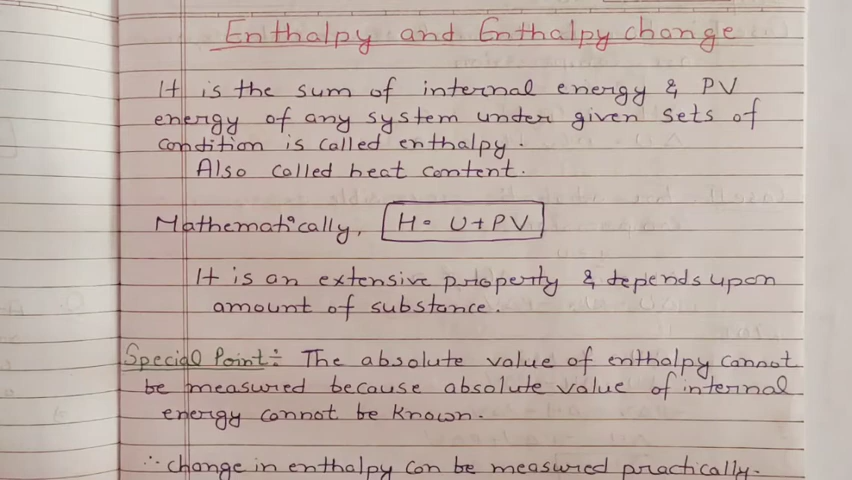 Enthalpy and Enthalpy change
It is the sum of internal energy & PV
energy of any system under given sets of
condition is called enthalpy.
Also called heat content.
Mathematically, H = U+PV
It is an extensive property & depends upon
amount of substance.
Special Point:- The absolute value of enthalpy cannot
be measured because absolute value of internal
energy cannot be known.
∴ change in enthalpy can be measured practically.